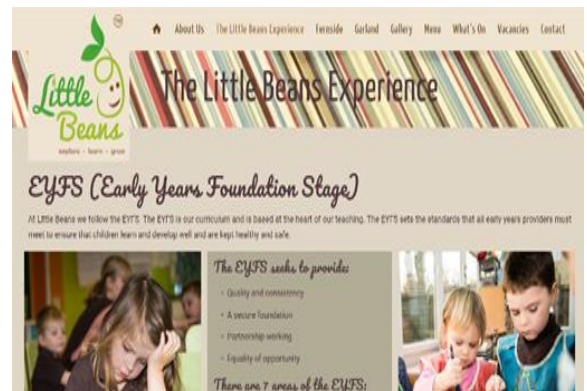 About Us The Little Beans Experience Fernside Garland Gallery Menu What's On Vacancies Contact
Little
Beans
explore - learn - grow
The Little Beans Experience
EYFS (Early Years Foundation Stage)
At Little Beans we follow the EYFS. The EYFS is our curriculum and is based at the heart of our teaching. The EYFS sets the standards that all early years providers must
meet to ensure that children learn and develop well and are kept healthy and safe.
The EYFS seeks to provide:
Quality and consistency
A secure foundation
Partnership working
Equality of opportunity
There are 7 areas of the EYFS: